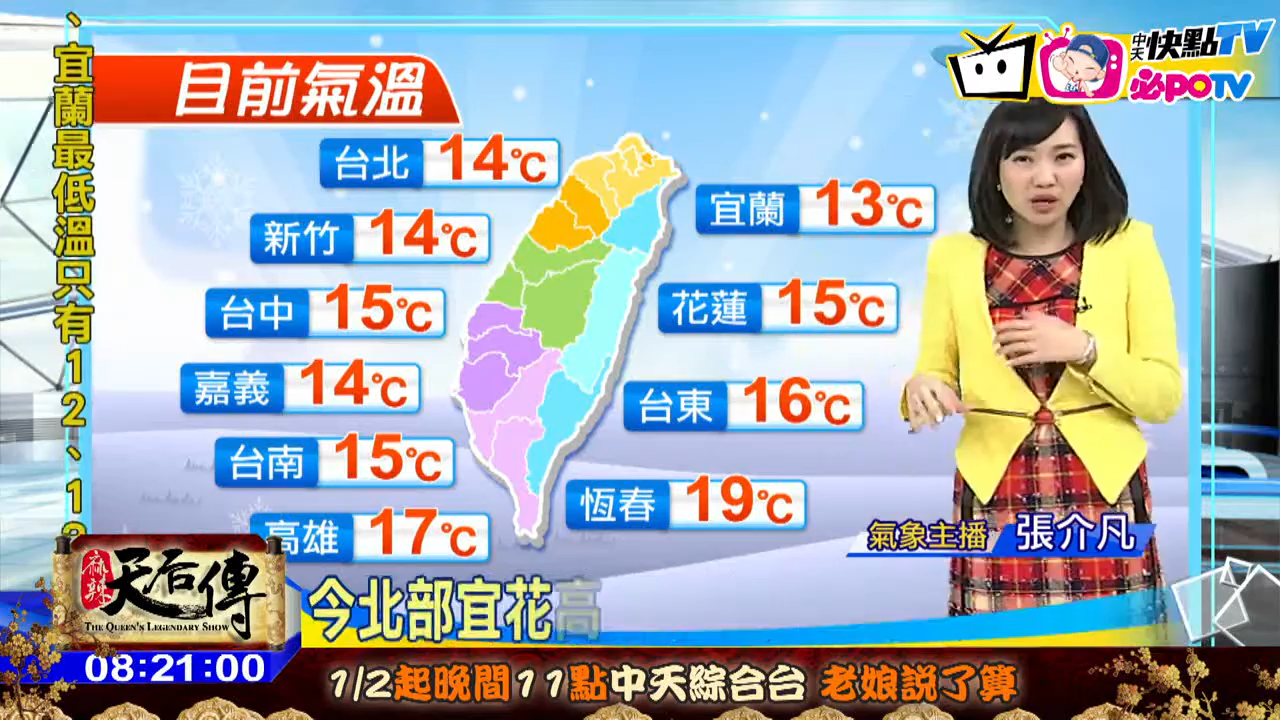 、宜蘭最低溫只有12、13
目前氣溫
中天快點TV
必POTV
台北 14℃
宜蘭 13℃
新竹 14℃
花蓮 15℃
台中 15℃
嘉義 14℃
台東 16℃
台南 15℃
恆春 19℃
高雄 17℃
氣象主播 張介凡
今北部宜花高
麻辣天后傳
THE QUEEN'S LEGENDARY SHOW
08:21:00
1/2起晚間11點中天綜合台 老娘說了算